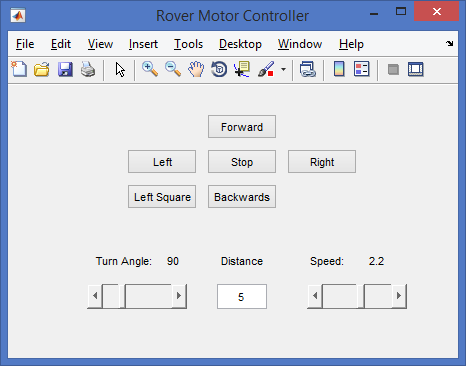 Rover Motor Controller
File Edit View Insert Tools Desktop Window Help
Forward
Left Stop Right
Left Square Backwards
Turn Angle: 90 Distance Speed: 2.2
5